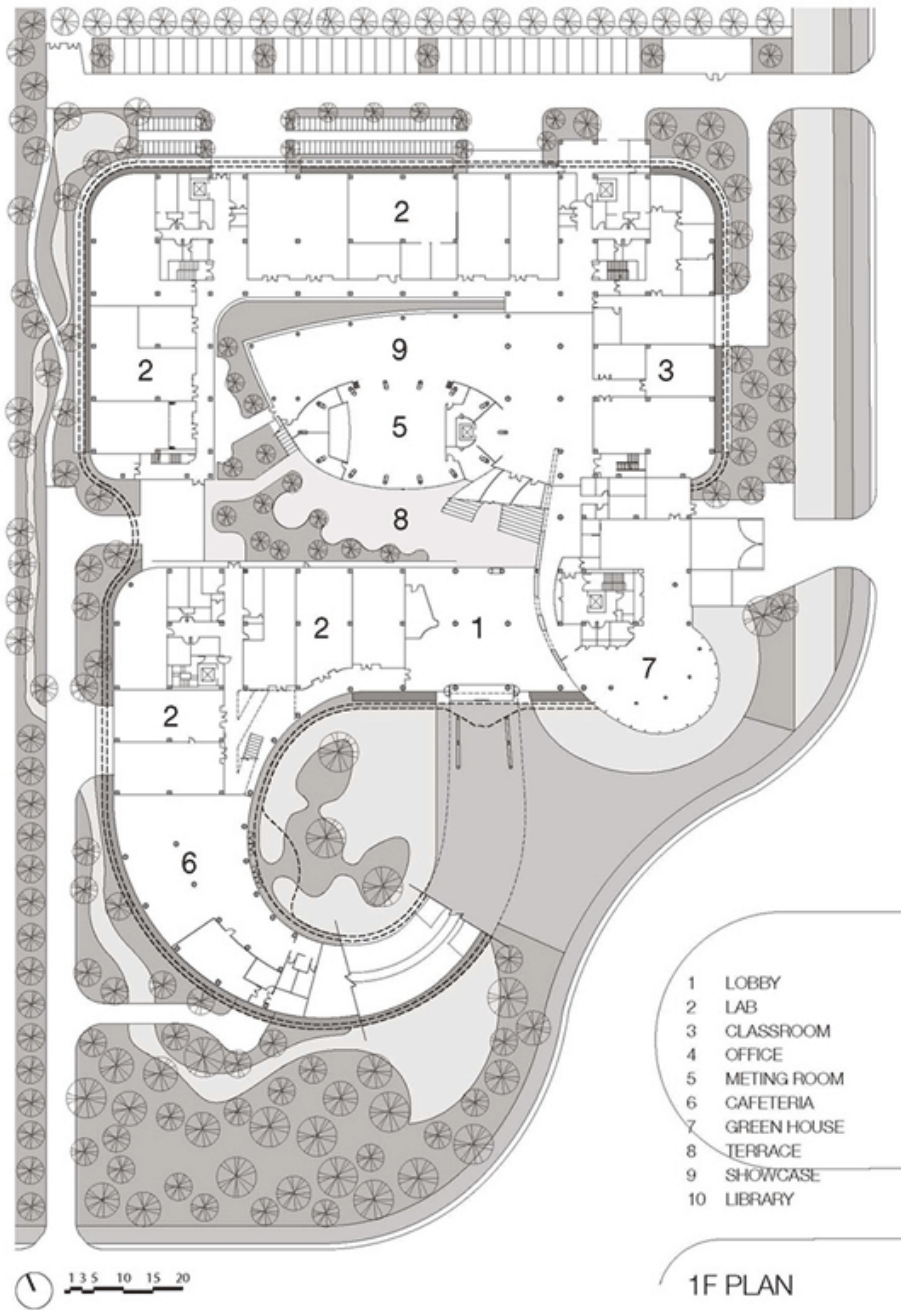 2
9
2
3
5
8
2
1
7
2
6
1 LOBBY
2 LAB
3 CLASSROOM
4 OFFICE
5 METING ROOM
6 CAFETERIA
7 GREEN HOUSE
8 TERRACE
9 SHOWCASE
10 LIBRARY
1 3 5 10 15 20
1F PLAN